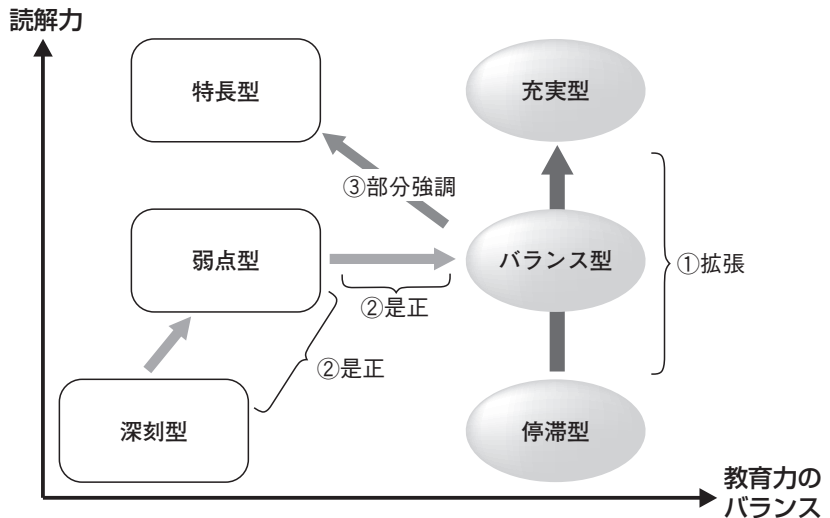 読解力
特長型
充実型
③部分強調
弱点型
バランス型
①拡張
②是正
②是正
深刻型
停滞型
教育力の
バランス